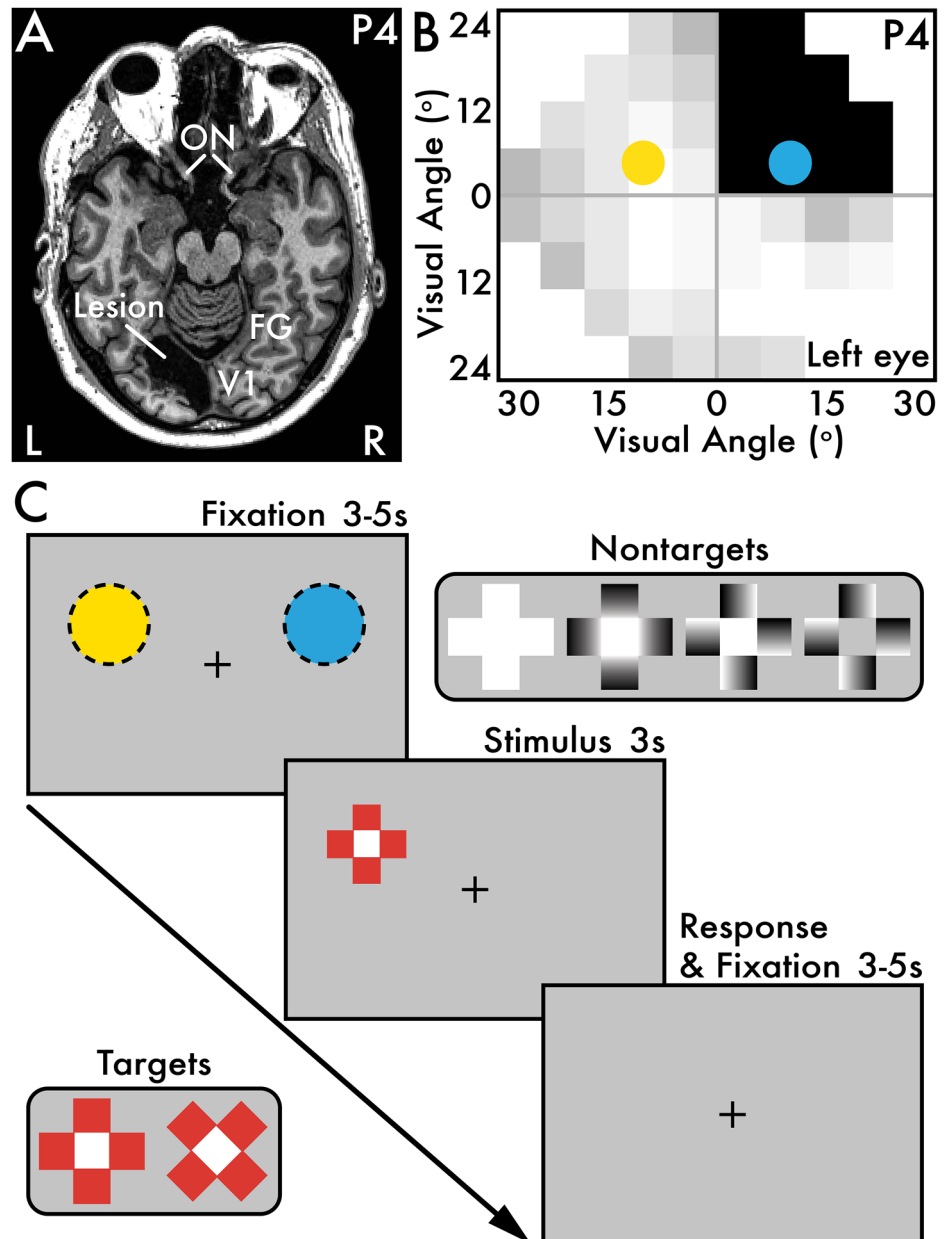 A
P4
ON
Lesion
FG
V1
L
R
B
P4
24
12
0
12
24
Visual Angle (°)
Left eye
30 15 0 15 30
Visual Angle (°)
C
Fixation 3-5s
Nontargets
Stimulus 3s
Response
& Fixation 3-5s
Targets